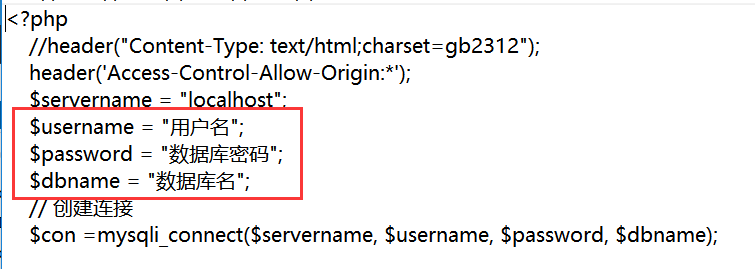 <?php
//header("Content-Type: text/html;charset=gb2312");
header('Access-Control-Allow-Origin:*');
$servername = "localhost";
$username = "用户名";
$password = "数据库密码";
$dbname = "数据库名";
// 创建连接
$con =mysqli_connect($servername, $username, $password, $dbname);